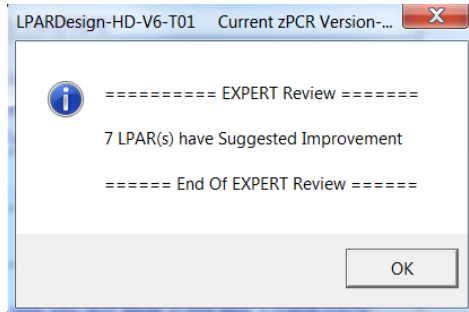 LPARDesign-HD-V6-T01 Current zPCR Version-...
========== EXPERT Review =======
7 LPAR(s) have Suggested Improvement
====== End Of EXPERT Review ======
OK